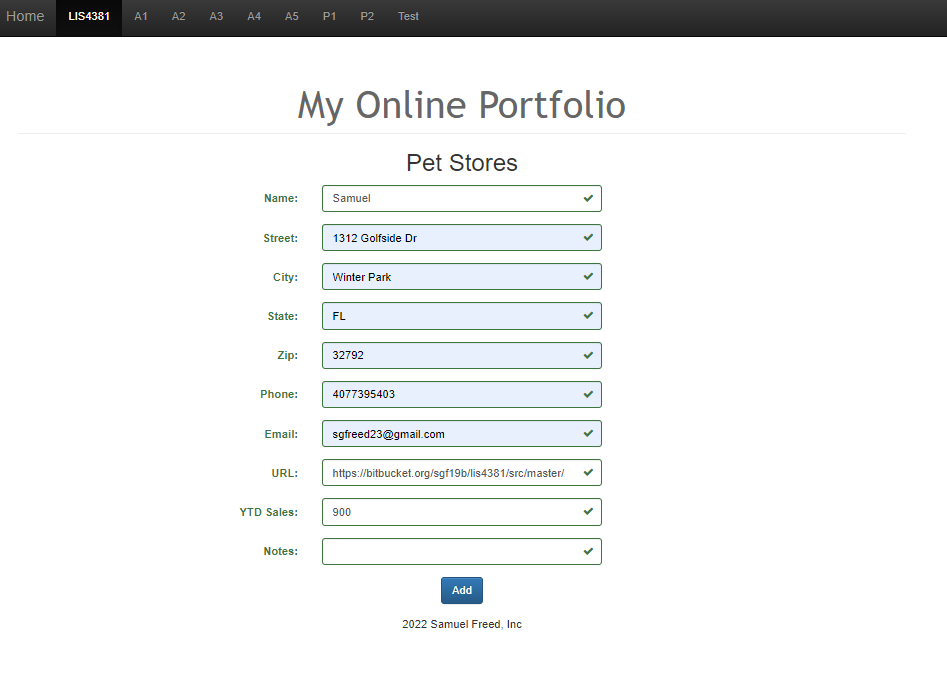 Home LIS4381 A1 A2 A3 A4 A5 P1 P2 Test
My Online Portfolio
Pet Stores
Name: Samuel
Street: 1312 Golfside Dr
City: Winter Park
State: FL
Zip: 32792
Phone: 4077395403
Email: sgfreed23@gmail.com
URL: https://bitbucket.org/sgf19b/lis4381/src/master/
YTD Sales: 900
Notes:
Add
2022 Samuel Freed, Inc